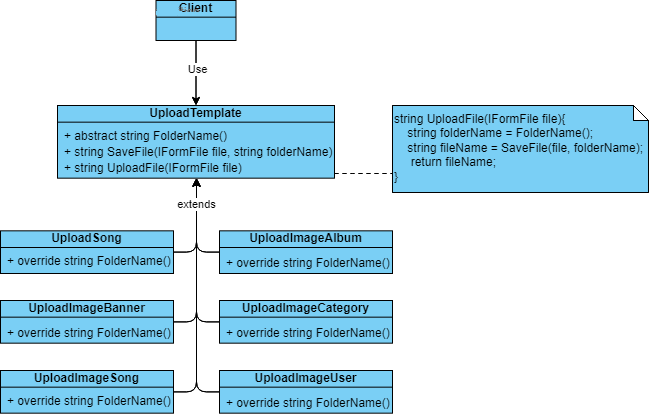 Client
Use
UploadTemplate
+ abstract string FolderName()
+ string SaveFile(IFormFile file, string folderName)
+ string UploadFile(IFormFile file)
string UploadFile(IFormFile file){
string folderName = FolderName();
string fileName = SaveFile(file, folderName);
return fileName;
}
extends
UploadSong
+ override string FolderName()
UploadImageAlbum
+ override string FolderName()
UploadImageBanner
+ override string FolderName()
UploadImageCategory
+ override string FolderName()
UploadImageSong
+ override string FolderName()
UploadImageUser
+ override string FolderName()